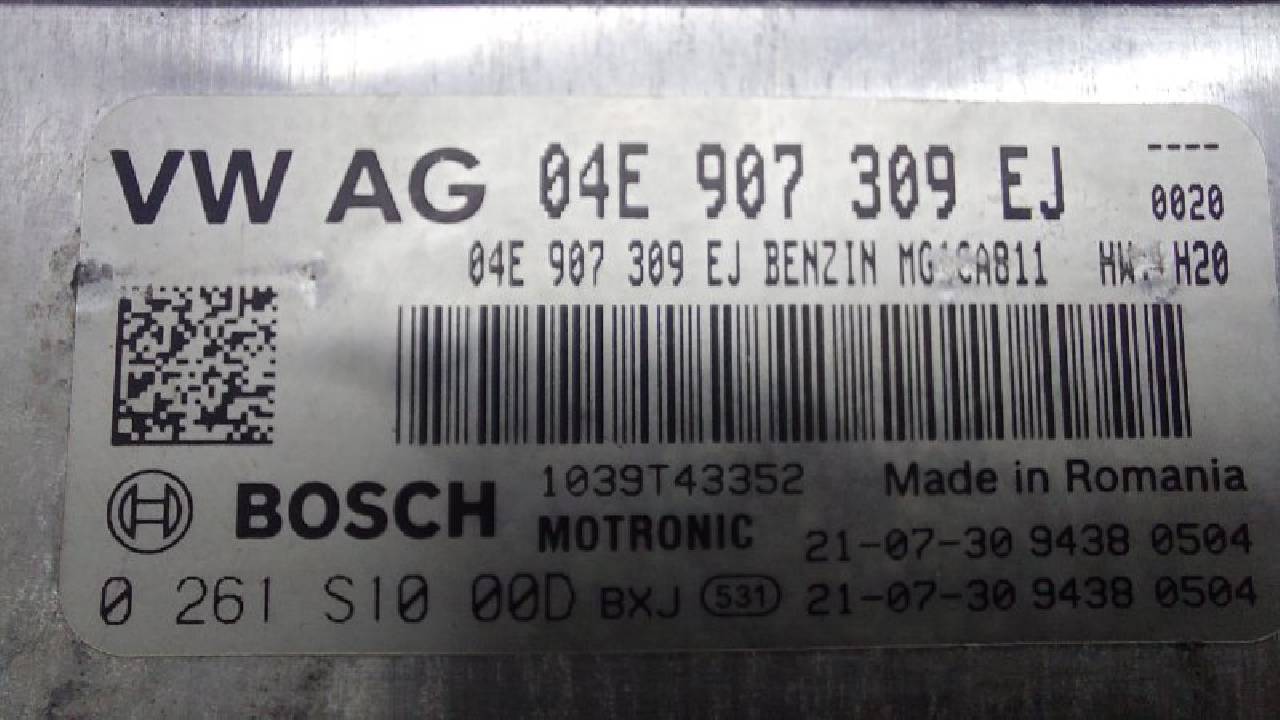 VW AG 04E 907 309 EJ ----
0020
04E 907 309 EJ BENZIN H20
BOSCH 1039T43352 Made in Romania
MOTRONIC 21-07-30 9438 0504
0 261 S10 00D BXJ 531 21-07-30 9438 0504